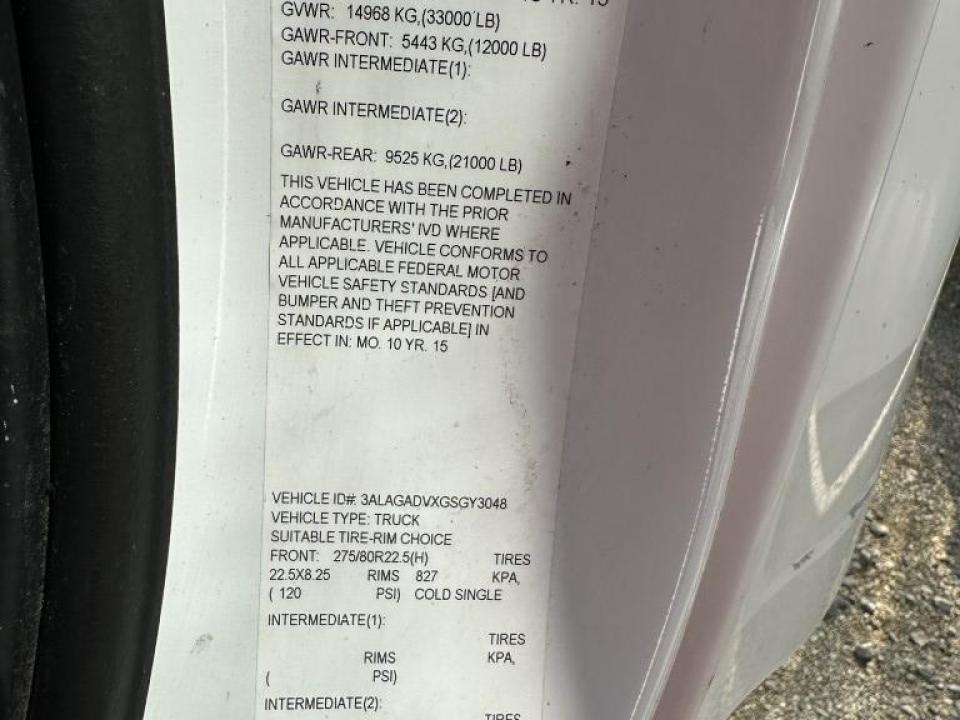 YR. 15
GVWR: 14968 KG,(33000 LB)
GAWR-FRONT: 5443 KG,(12000 LB)
GAWR INTERMEDIATE(1):
GAWR INTERMEDIATE(2):
GAWR-REAR: 9525 KG,(21000 LB)
THIS VEHICLE HAS BEEN COMPLETED IN
ACCORDANCE WITH THE PRIOR
MANUFACTURERS' IVD WHERE
APPLICABLE. VEHICLE CONFORMS TO
ALL APPLICABLE FEDERAL MOTOR
VEHICLE SAFETY STANDARDS [AND
BUMPER AND THEFT PREVENTION
STANDARDS IF APPLICABLE] IN
EFFECT IN: MO. 10 YR. 15
VEHICLE ID#: 3ALAGADVXGSGY3048
VEHICLE TYPE: TRUCK
SUITABLE TIRE-RIM CHOICE
FRONT: 275/80R22.5(H) TIRES
22.5X8.25 RIMS 827 KPA,
( 120 PSI) COLD SINGLE
INTERMEDIATE(1):
TIRES
RIMS KPA,
( PSI)
INTERMEDIATE(2):
TIRES